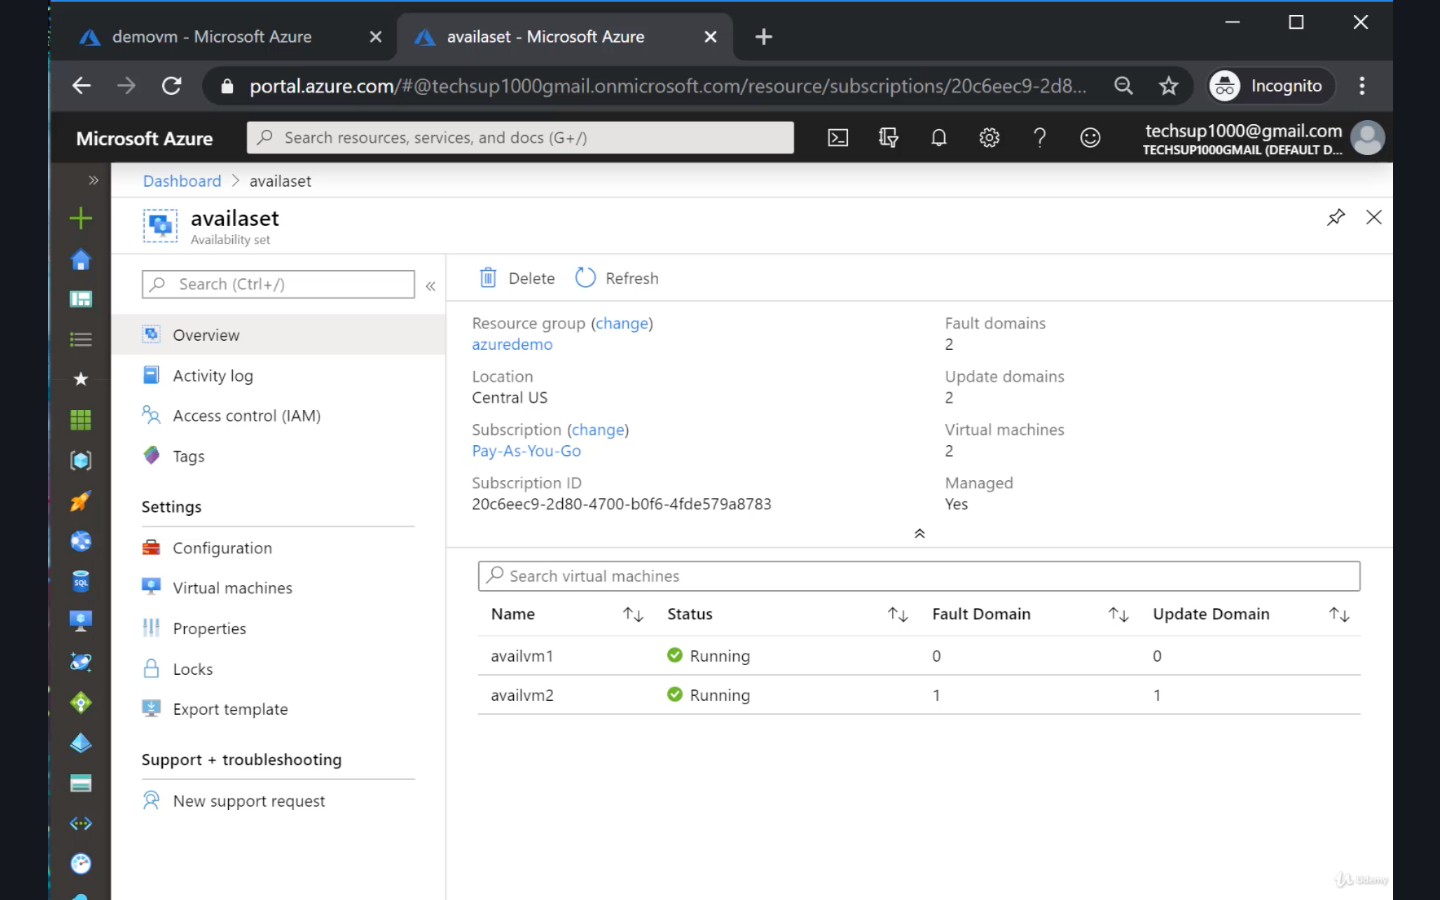 demovm - Microsoft Azure
availaset - Microsoft Azure
portal.azure.com/#@techsup1000gmail.onmicrosoft.com/resource/subscriptions/20c6eec9-2d8...
Incognito
Microsoft Azure
Search resources, services, and docs (G+/)
techsup1000@gmail.com
TECHSUP1000GMAIL (DEFAULT D...
Dashboard > availaset
availaset
Availability set
Search (Ctrl+/)
Overview
Activity log
Access control (IAM)
Tags
Settings
Configuration
Virtual machines
Properties
Locks
Export template
Support + troubleshooting
New support request
Delete
Refresh
Resource group (change)
azuredemo
Location
Central US
Subscription (change)
Pay-As-You-Go
Subscription ID
20c6eec9-2d80-4700-b0f6-4fde579a8783
Fault domains
2
Update domains
2
Virtual machines
2
Managed
Yes
Search virtual machines
Name Status Fault Domain Update Domain
availvm1 Running 0 0
availvm2 Running 1 1
SQL
Udemy